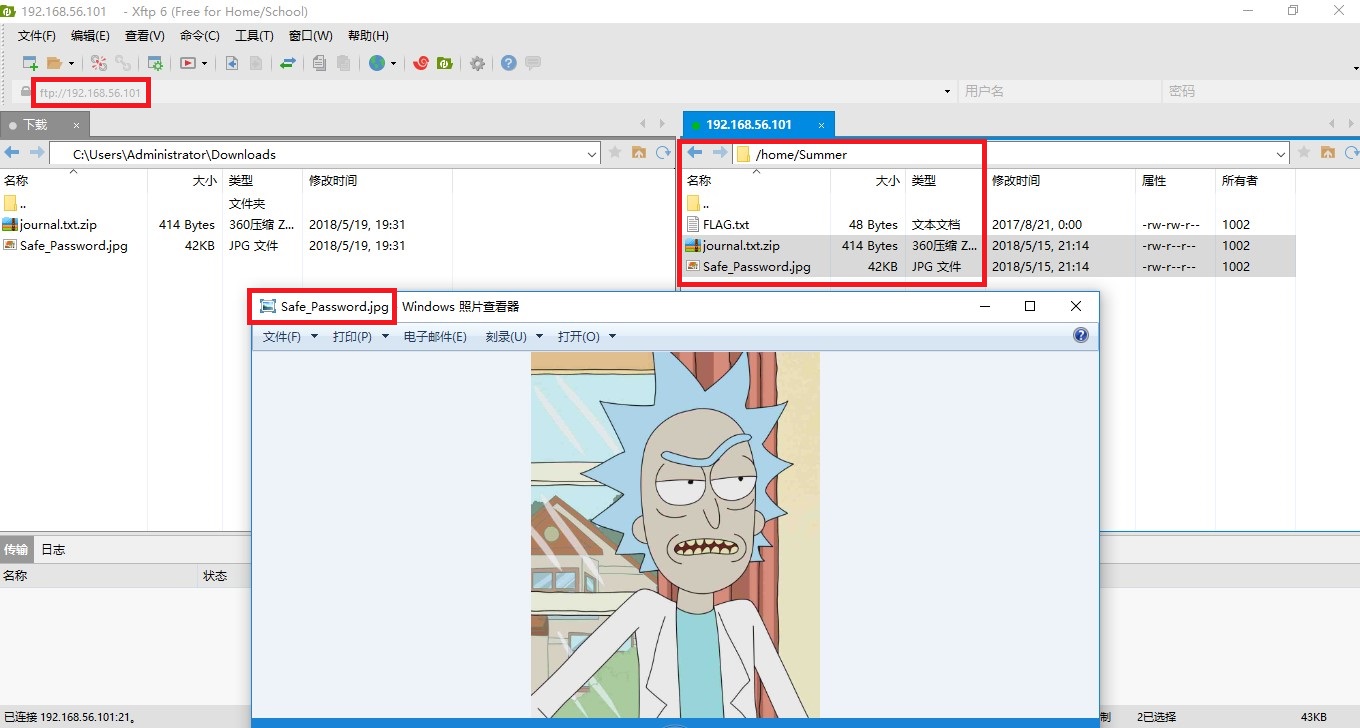 192.168.56.101 - Xftp 6 (Free for Home/School)
文件(F) 编辑(E) 查看(V) 命令(C) 工具(T) 窗口(W) 帮助(H)
ftp://192.168.56.101 用户名 密码
下载 × 192.168.56.101 ×
C:\Users\Administrator\Downloads /home/Summer
名称 大小 类型 修改时间 名称 大小 类型 修改时间 属性 所有者
.. 文件夹 ..
journal.txt.zip 414 Bytes 360压缩 Z... 2018/5/19, 19:31 FLAG.txt 48 Bytes 文本文档 2017/8/21, 0:00 -rw-rw-r-- 1002
Safe_Password.jpg 42KB JPG 文件 2018/5/19, 19:31 journal.txt.zip 414 Bytes 360压缩 Z... 2018/5/15, 21:14 -rw-r--r-- 1002
Safe_Password.jpg 42KB JPG 文件 2018/5/15, 21:14 -rw-r--r-- 1002
Safe_Password.jpg Windows 照片查看器
文件(F) 打印(P) 电子邮件(E) 刻录(U) 打开(O)
传输 日志
名称 状态
已连接 192.168.56.101:21。 制 2已选择 43KB